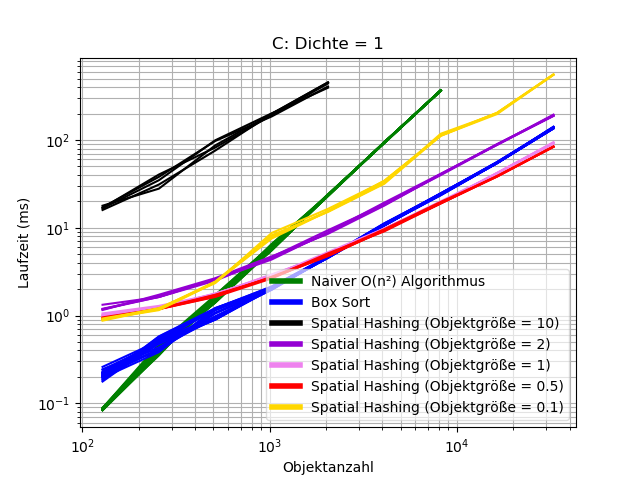 C: Dichte = 1
Laufzeit (ms)
10²
10¹
10⁰
10⁻¹
Naiver O(n²) Algorithmus
Box Sort
Spatial Hashing (Objektgröße = 10)
Spatial Hashing (Objektgröße = 2)
Spatial Hashing (Objektgröße = 1)
Spatial Hashing (Objektgröße = 0.5)
Spatial Hashing (Objektgröße = 0.1)
10² 10³ 10⁴
Objektanzahl